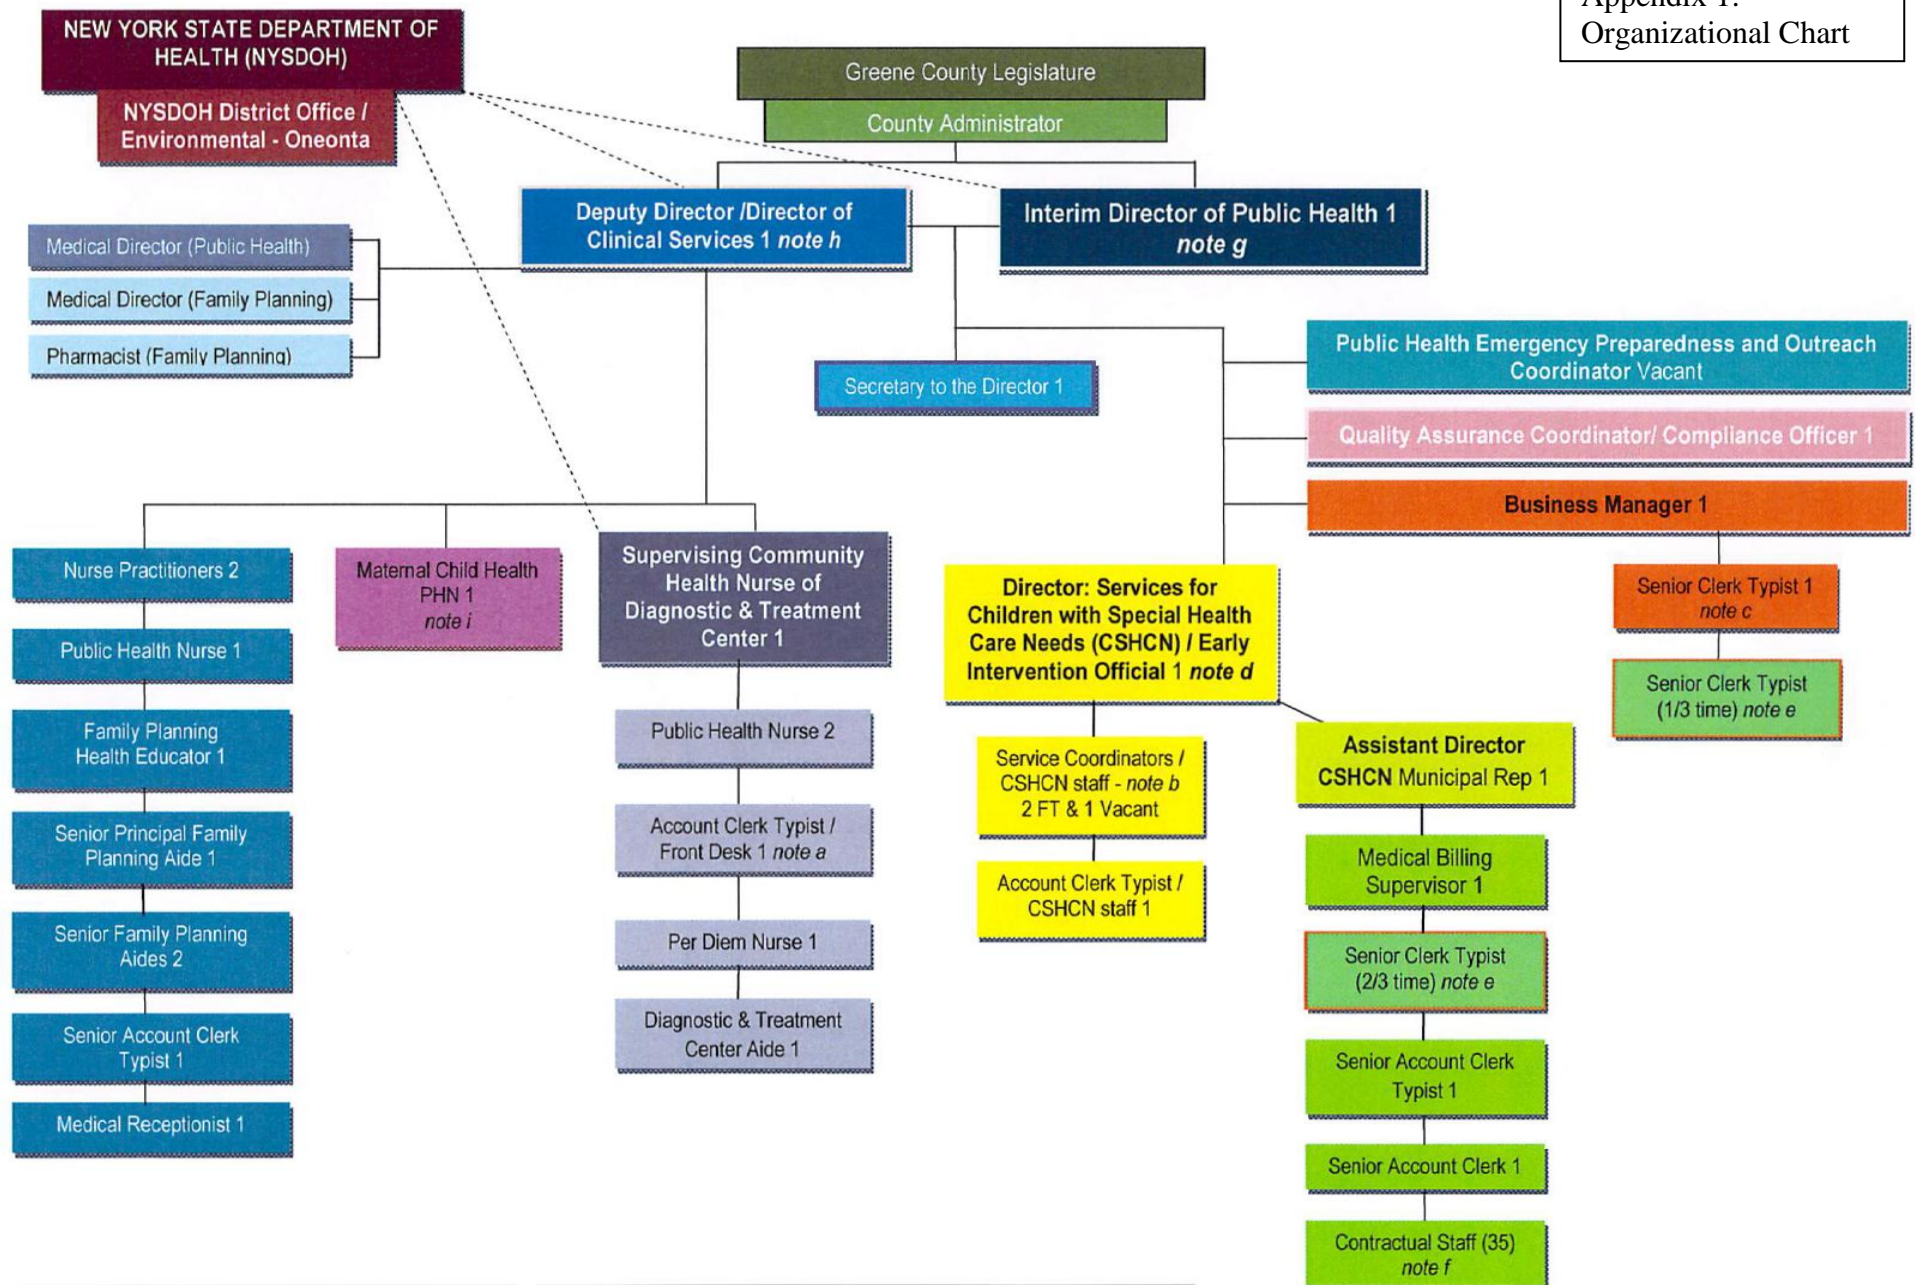 Appendix 1:
Organizational Chart
NEW YORK STATE DEPARTMENT OF
HEALTH (NYSDOH)
NYSDOH District Office /
Environmental - Oneonta
Greene County Legislature
County Administrator
Deputy Director /Director of
Clinical Services 1 note h
Interim Director of Public Health 1
note g
Medical Director (Public Health)
Medical Director (Family Planning)
Pharmacist (Family Planning)
Secretary to the Director 1
Public Health Emergency Preparedness and Outreach
Coordinator Vacant
Quality Assurance Coordinator/ Compliance Officer 1
Business Manager 1
Senior Clerk Typist 1
note c
Senior Clerk Typist
(1/3 time) note e
Nurse Practitioners 2
Public Health Nurse 1
Family Planning
Health Educator 1
Senior Principal Family
Planning Aide 1
Senior Family Planning
Aides 2
Senior Account Clerk
Typist 1
Medical Receptionist 1
Maternal Child Health
PHN 1
note i
Supervising Community
Health Nurse of
Diagnostic & Treatment
Center 1
Public Health Nurse 2
Account Clerk Typist /
Front Desk 1 note a
Per Diem Nurse 1
Diagnostic & Treatment
Center Aide 1
Director: Services for
Children with Special Health
Care Needs (CSHCN) / Early
Intervention Official 1 note d
Service Coordinators /
CSHCN staff - note b
2 FT & 1 Vacant
Account Clerk Typist /
CSHCN staff 1
Assistant Director
CSHCN Municipal Rep 1
Medical Billing
Supervisor 1
Senior Clerk Typist
(2/3 time) note e
Senior Account Clerk
Typist 1
Senior Account Clerk 1
Contractual Staff (35)
note f